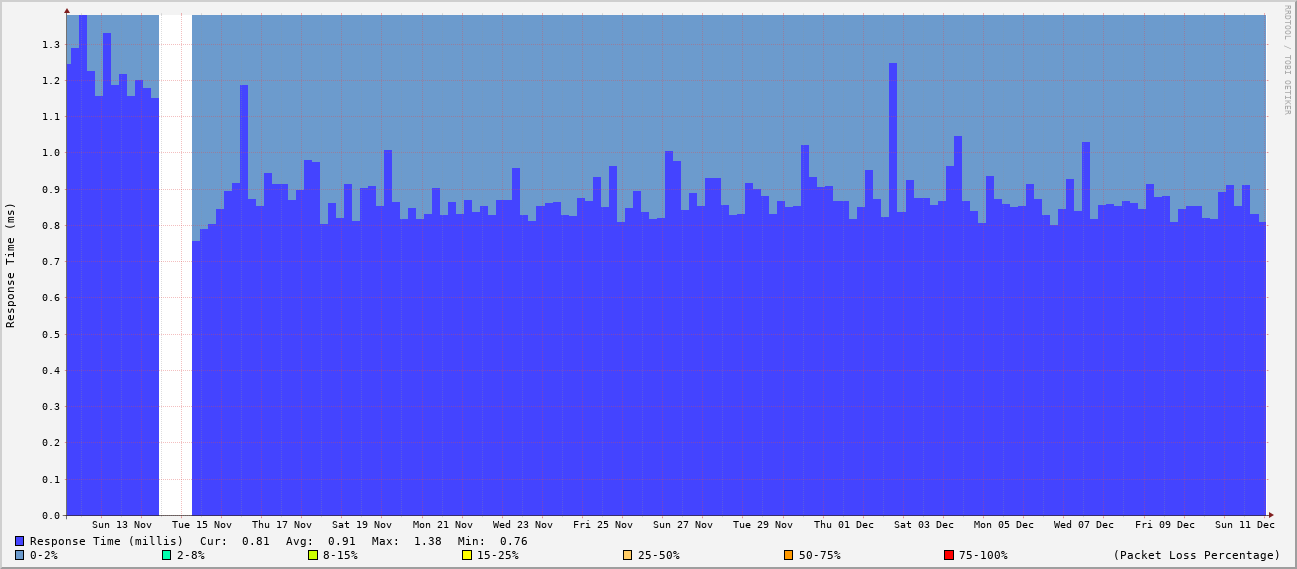 RRDTOOL / TOBI OETIKER
Response Time (ms)
1.3
1.2
1.1
1.0
0.9
0.8
0.7
0.6
0.5
0.4
0.3
0.2
0.1
0.0
Sun 13 Nov Tue 15 Nov Thu 17 Nov Sat 19 Nov Mon 21 Nov Wed 23 Nov Fri 25 Nov Sun 27 Nov Tue 29 Nov Thu 01 Dec Sat 03 Dec Mon 05 Dec Wed 07 Dec Fri 09 Dec Sun 11 Dec
Response Time (millis) Cur: 0.81 Avg: 0.91 Max: 1.38 Min: 0.76
0-2% 2-8% 8-15% 15-25% 25-50% 50-75% 75-100% (Packet Loss Percentage)